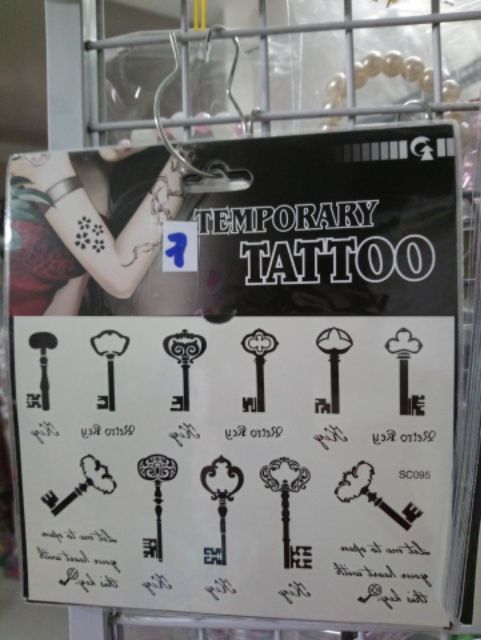 TEMPORARY
TATTOO
7
Key Retro Key Key Retro Key Key Retro Key
SC095
Let me to open
your heart with
this key
Key
Key
Key
Let me to open
your heart with
this key